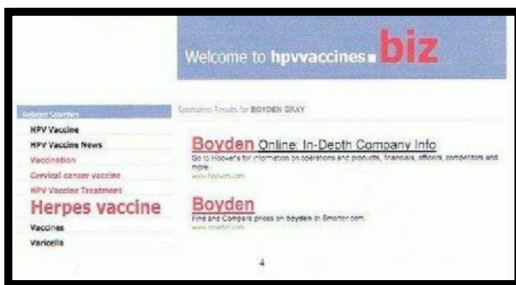 Welcome to hpvvaccines.biz
Related Searches
HPV Vaccine
HPV Vaccine News
Vaccination
Cervical cancer vaccine
HPV Vaccine Treatment
Herpes vaccine
Vaccines
Varicella
Sponsored Results for BOYDEN GRAY
Boyden Online: In-Depth Company Info
Go to Hoover's for information on operations and products, financials, officers, competitors and
more.
www.hoovers.com
Boyden
Find and Compare prices on boyden at Smarter.com.
www.smarter.com
4